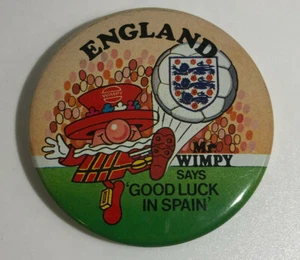 ENGLAND
Mr.
WIMPY
SAYS
'GOOD LUCK
IN SPAIN'